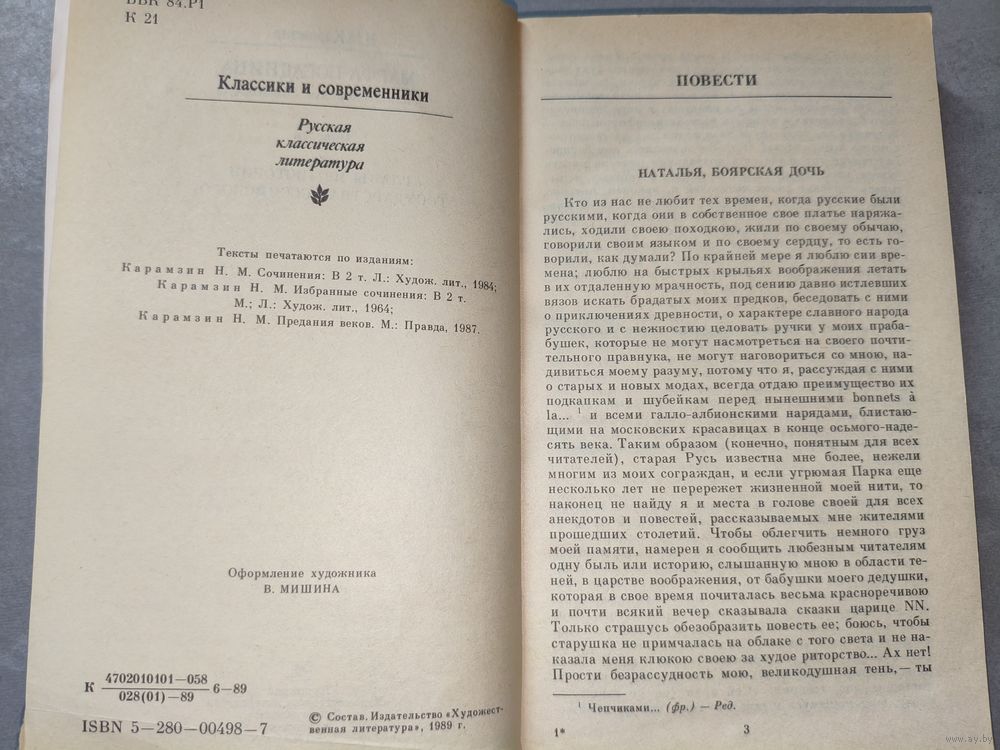 ББК 84.Р1
К 21
Классики и современники
Русская
классическая
литература
Тексты печатаются по изданиям:
Карамзин Н. М. Сочинения: В 2 т. Л.: Худож. лит., 1984;
Карамзин Н. М. Избранные сочинения: В 2 т.
М.; Л.: Худож. лит., 1964;
Карамзин Н. М. Предания веков. М.: Правда, 1987.
Оформление художника
В. МИШИНА
К 4702010101—058
028(01)—89 6—89
ISBN 5—280—00498—7
© Состав. Издательство «Художест-
венная литература», 1989 г.
ПОВЕСТИ
НАТАЛЬЯ, БОЯРСКАЯ ДОЧЬ
Кто из нас не любит тех времен, когда русские были
русскими, когда они в собственное свое платье наряжа-
лись, ходили своею походкою, жили по своему обычаю,
говорили своим языком и по своему сердцу, то есть го-
ворили, как думали? По крайней мере я люблю сии вре-
мена; люблю на быстрых крыльях воображения летать
в их отдаленную мрачность, под сению давно истлевших
вязов искать брадатых моих предков, беседовать с ними
о приключениях древности, о характере славного народа
русского и с нежностию целовать ручки у моих праба-
бушек, которые не могут насмотреться на своего почти-
тельного правнука, не могут наговориться со мною, на-
дивиться моему разуму, потому что я, рассуждая с ними
о старых и новых модах, всегда отдаю преимущество их
подкапкам и шубейкам перед нынешними bonnets à
la... ¹ и всеми галло-албионскими нарядами, блистаю-
щими на московских красавицах в конце осьмого-наде-
сять века. Таким образом (конечно, понятным для всех
читателей), старая Русь известна мне более, нежели
многим из моих сограждан, и если угрюмая Парка еще
несколько лет не перережет жизненной моей нити, то
наконец не найду я и места в голове своей для всех
анекдотов и повестей, рассказываемых мне жителями
прошедших столетий. Чтобы облегчить немного груз
моей памяти, намерен я сообщить любезным читателям
одну быль или историю, слышанную мною в области те-
ней, в царстве воображения, от бабушки моего дедушки,
которая в свое время почиталась весьма красноречивою
и почти всякий вечер сказывала сказки царице NN.
Только страшусь обезобразить повесть ее; боюсь, чтобы
старушка не примчалась на облаке с того света и не на-
казала меня клюкою своею за худое риторство... Ах нет!
Прости безрассудность мою, великодушная тень,— ты
¹ Чепчиками... (фр.) — Ред.
1*
3
www.ay.by